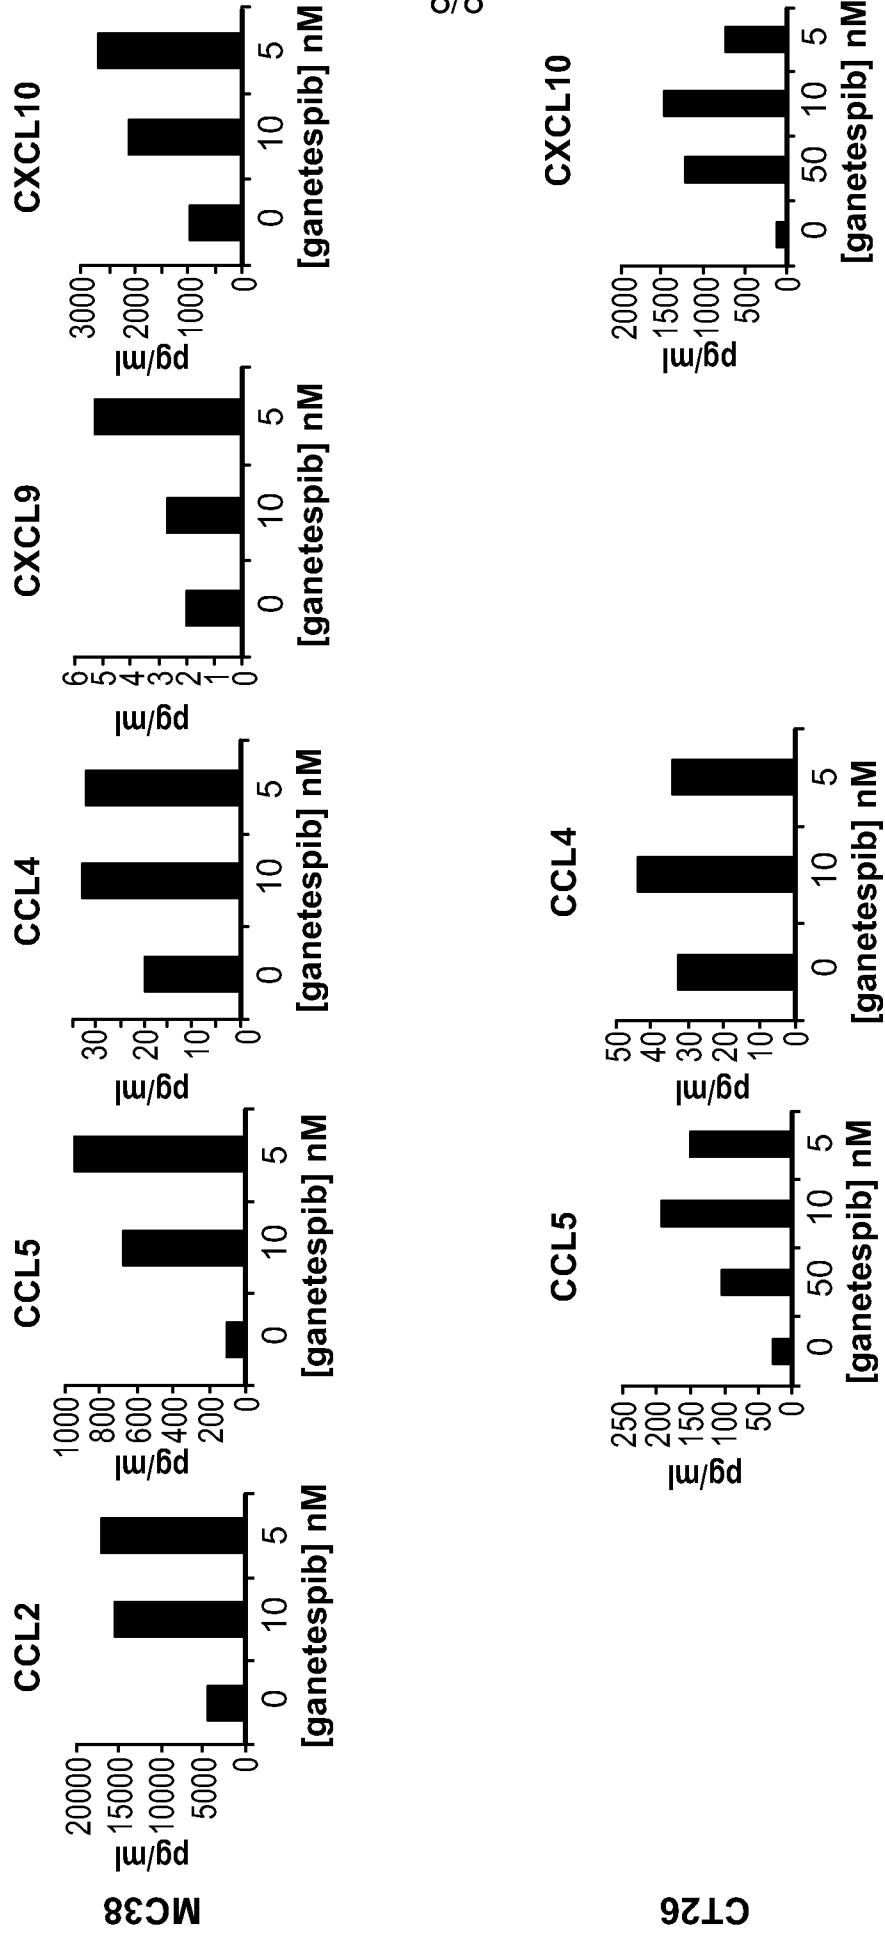 MC38
CCL2
pg/ml
20000
15000
10000
5000
0
0 10 5
[ganetespib] nM
CCL5
pg/ml
1000
800
600
400
200
0
0 10 5
[ganetespib] nM
CCL4
pg/ml
30
20
10
0
0 10 5
[ganetespib] nM
CXCL9
pg/ml
6
5
4
3
2
1
0
0 10 5
[ganetespib] nM
CXCL10
pg/ml
3000
2000
1000
0
0 10 5
[ganetespib] nM
CT26
CCL5
pg/ml
250
200
150
100
50
0
0 50 10 5
[ganetespib] nM
CCL4
pg/ml
50
40
30
20
10
0
0 10 5
[ganetespib] nM
CXCL10
pg/ml
2000
1500
1000
500
0
0 50 10 5
[ganetespib] nM